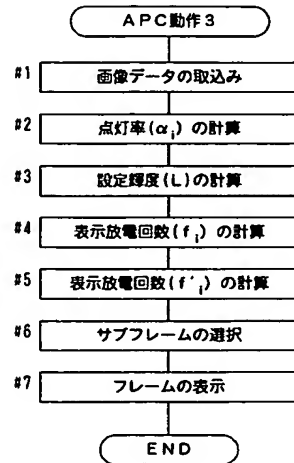 APC動作3
#1 画像データの取込み
#2 点灯率(αi)の計算
#3 設定輝度(L)の計算
#4 表示放電回数(fi)の計算
#5 表示放電回数(f'i)の計算
#6 サブフレームの選択
#7 フレームの表示
END